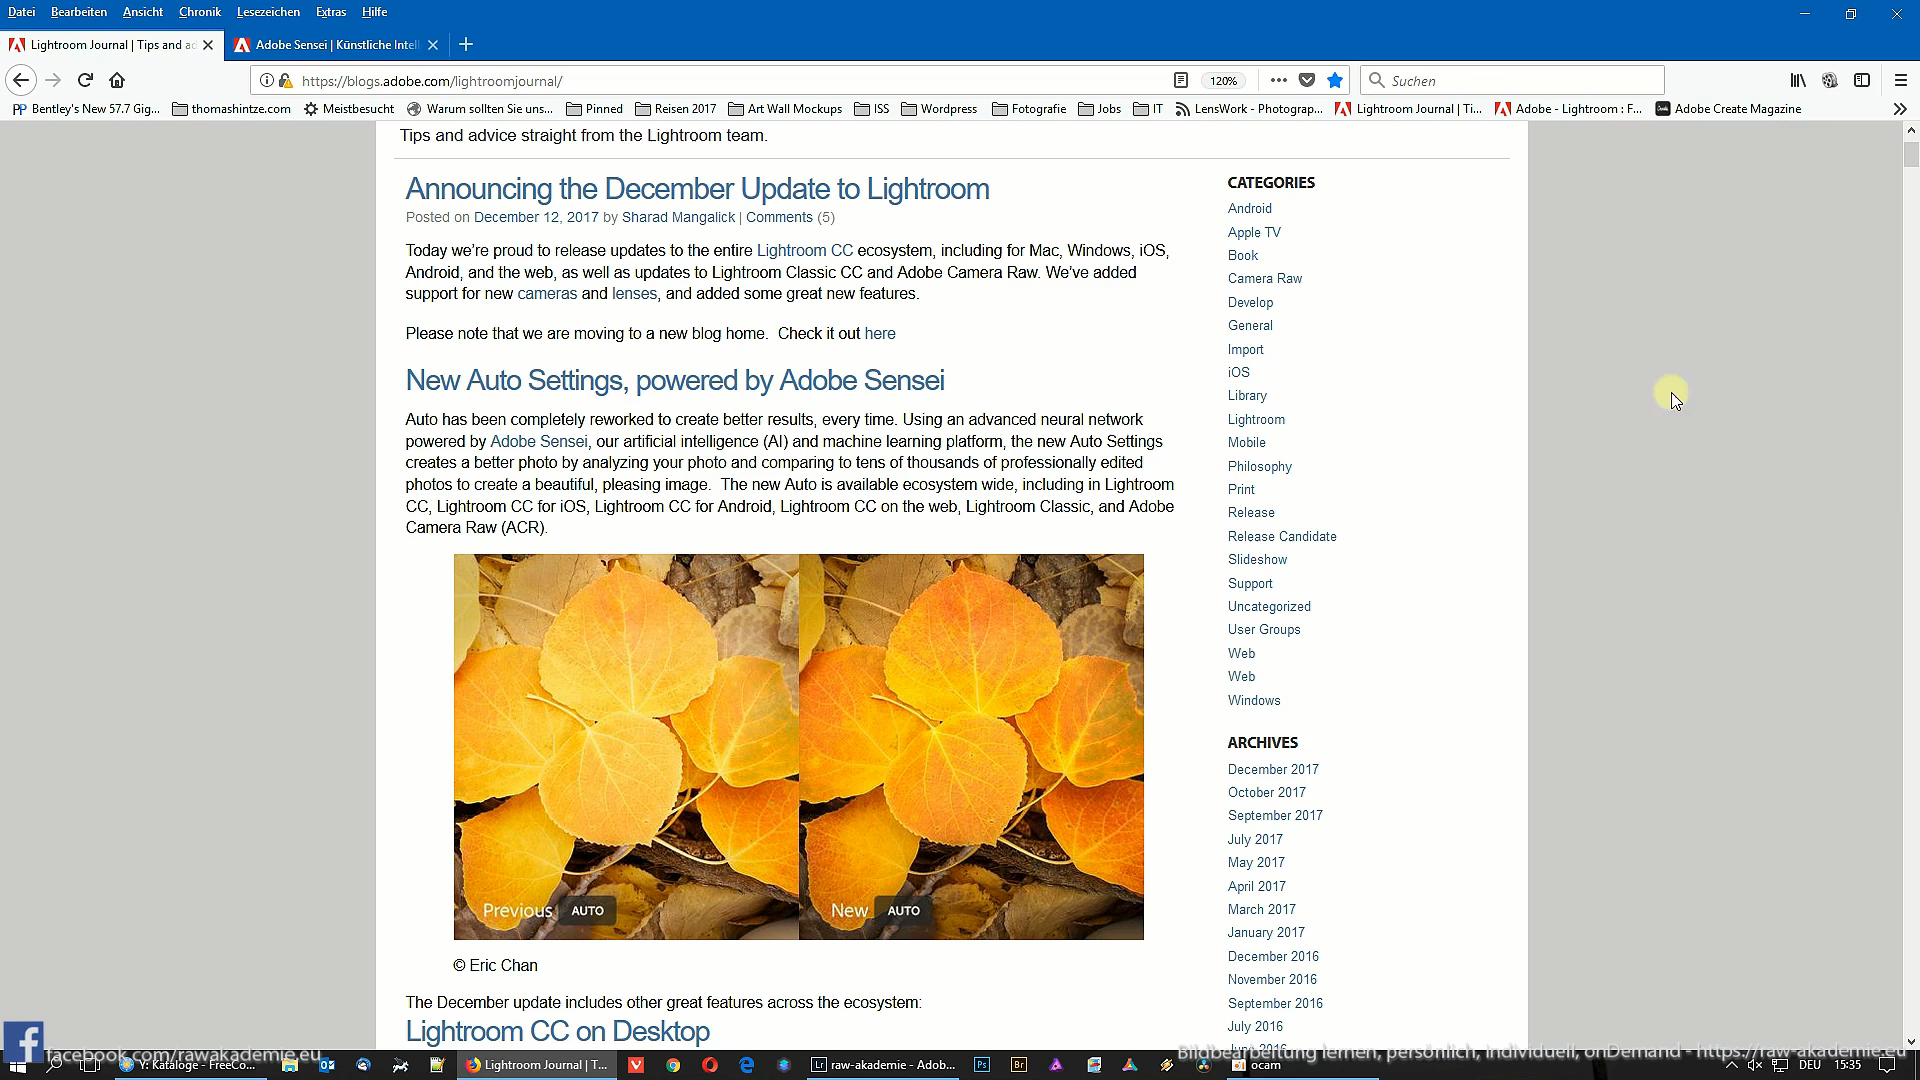 Datei Bearbeiten Ansicht Chronik Lesezeichen Extras Hilfe
Lightroom Journal | Tips and ad
Adobe Sensei | Künstliche Intel
https://blogs.adobe.com/lightroomjournal/
120%
Suchen
Bentley's New 57.7 Gig...
thomashintze.com
Meistbesucht
Warum sollten Sie uns...
Pinned
Reisen 2017
Art Wall Mockups
ISS
Wordpress
Fotografie
Jobs
IT
LensWork - Photograp...
Lightroom Journal | Ti...
Adobe - Lightroom : F...
Adobe Create Magazine
Tips and advice straight from the Lightroom team.
Announcing the December Update to Lightroom
Posted on December 12, 2017 by Sharad Mangalick | Comments (5)
Today we're proud to release updates to the entire Lightroom CC ecosystem, including for Mac, Windows, iOS,
Android, and the web, as well as updates to Lightroom Classic CC and Adobe Camera Raw. We've added
support for new cameras and lenses, and added some great new features.
Please note that we are moving to a new blog home.  Check it out here
New Auto Settings, powered by Adobe Sensei
Auto has been completely reworked to create better results, every time. Using an advanced neural network
powered by Adobe Sensei, our artificial intelligence (AI) and machine learning platform, the new Auto Settings
creates a better photo by analyzing your photo and comparing to tens of thousands of professionally edited
photos to create a beautiful, pleasing image.  The new Auto is available ecosystem wide, including in Lightroom
CC, Lightroom CC for iOS, Lightroom CC for Android, Lightroom CC on the web, Lightroom Classic, and Adobe
Camera Raw (ACR).
Previous AUTO
New AUTO
© Eric Chan
The December update includes other great features across the ecosystem:
Lightroom CC on Desktop
CATEGORIES
Android
Apple TV
Book
Camera Raw
Develop
General
Import
iOS
Library
Lightroom
Mobile
Philosophy
Print
Release
Release Candidate
Slideshow
Support
Uncategorized
User Groups
Web
Web
Windows
ARCHIVES
December 2017
October 2017
September 2017
July 2017
May 2017
April 2017
March 2017
January 2017
December 2016
November 2016
September 2016
July 2016
facebook.com/rawakademie.eu
Bildbearbeitung lernen, persönlich, individuell, onDemand - https://raw-akademie.eu
Y: Kataloge - FreeCo...
Lightroom Journal | T...
raw-akademie - Adob...
ocam
DEU
15:35